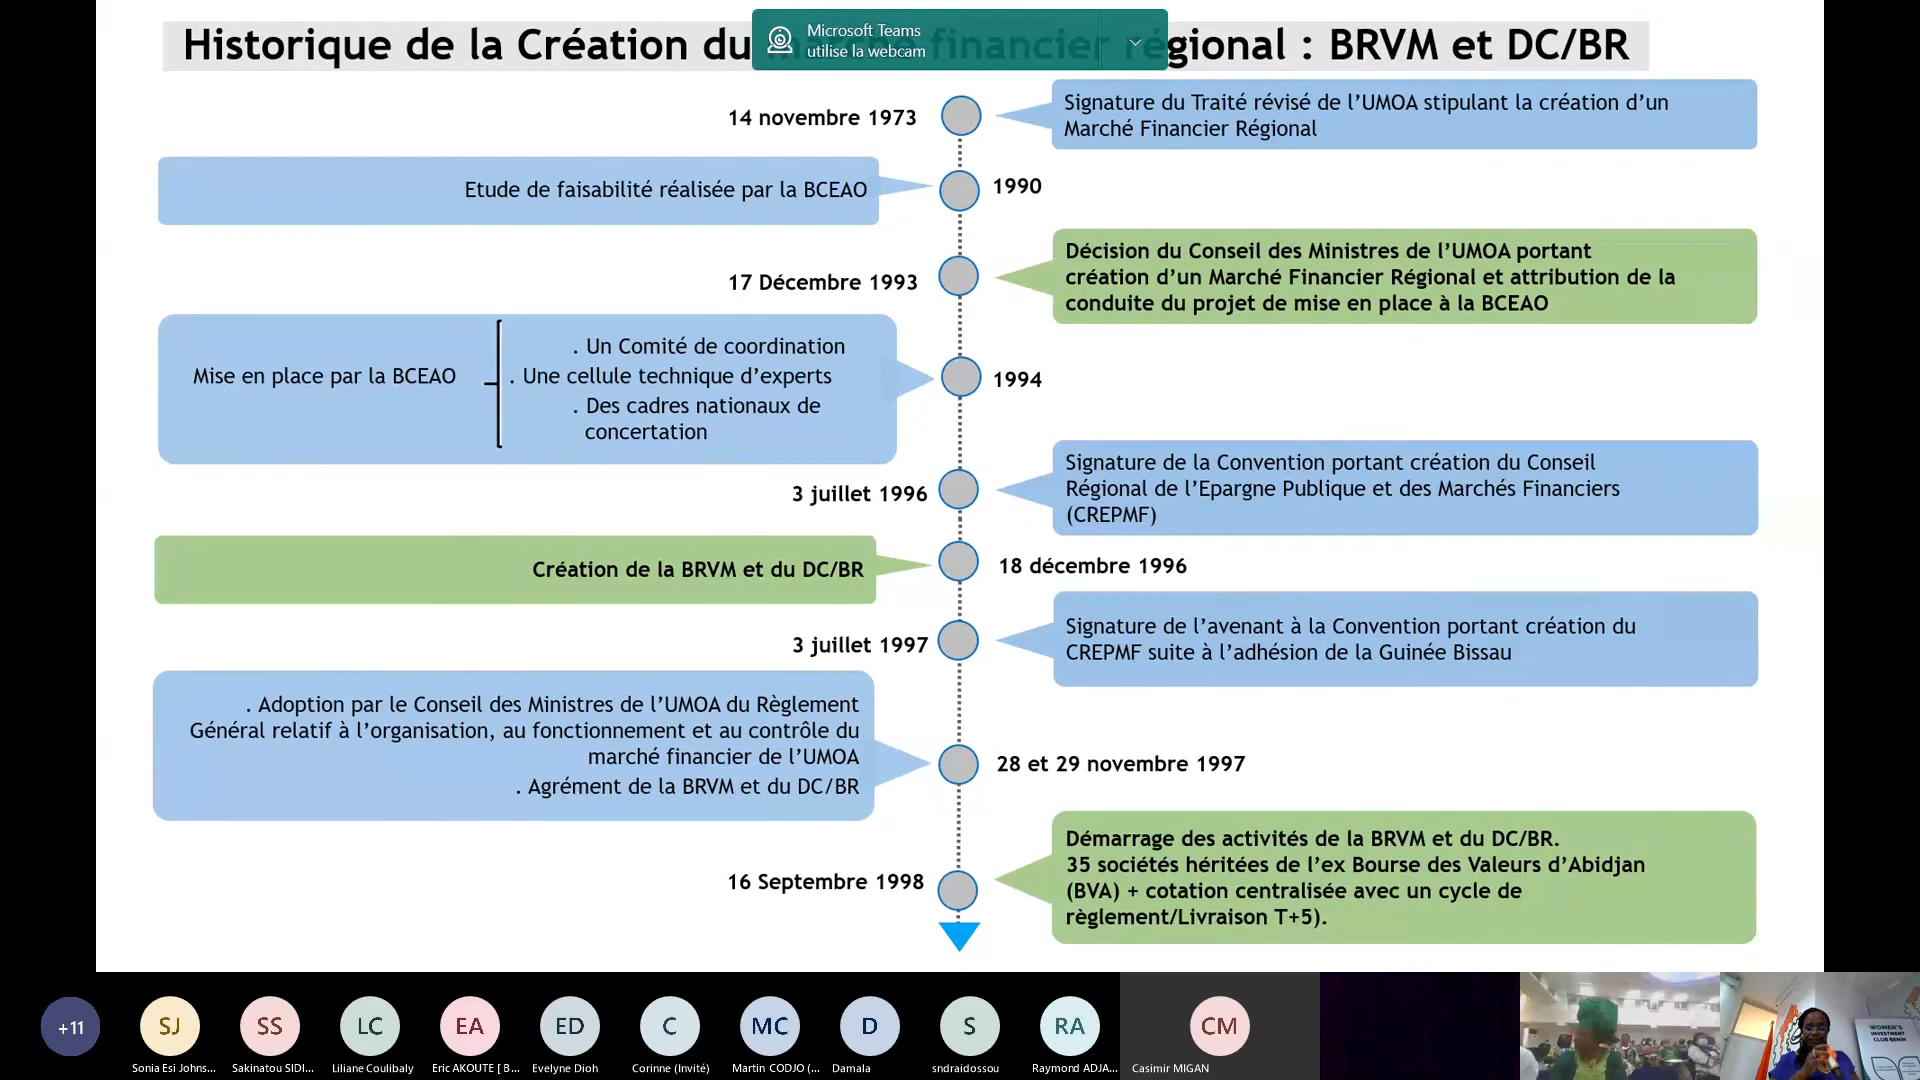 Historique de la Création du financier régional : BRVM et DC/BR
Microsoft Teams
utilise la webcam
14 novembre 1973
Signature du Traité révisé de l’UMOA stipulant la création d’un
Marché Financier Régional
Etude de faisabilité réalisée par la BCEAO
1990
17 Décembre 1993
Décision du Conseil des Ministres de l’UMOA portant
création d’un Marché Financier Régional et attribution de la
conduite du projet de mise en place à la BCEAO
Mise en place par la BCEAO
. Un Comité de coordination
. Une cellule technique d’experts
. Des cadres nationaux de
concertation
1994
3 juillet 1996
Signature de la Convention portant création du Conseil
Régional de l’Epargne Publique et des Marchés Financiers
(CREPMF)
Création de la BRVM et du DC/BR
18 décembre 1996
3 juillet 1997
Signature de l’avenant à la Convention portant création du
CREPMF suite à l’adhésion de la Guinée Bissau
. Adoption par le Conseil des Ministres de l’UMOA du Règlement
Général relatif à l’organisation, au fonctionnement et au contrôle du
marché financier de l’UMOA
. Agrément de la BRVM et du DC/BR
28 et 29 novembre 1997
16 Septembre 1998
Démarrage des activités de la BRVM et du DC/BR.
35 sociétés héritées de l’ex Bourse des Valeurs d’Abidjan
(BVA) + cotation centralisée avec un cycle de
règlement/Livraison T+5).
+11
SJ
SS
LC
EA
ED
C
MC
D
S
RA
CM
Sonia Esi Johns...
Sakinatou SIDI...
Liliane Coulibaly
Eric AKOUTE [ B...
Evelyne Dioh
Corinne (Invité)
Martin CODJO (...
Damala
sndraidossou
Raymond ADJA...
Casimir MIGAN
WOMEN'S
INVESTMENT
CLUB BENIN